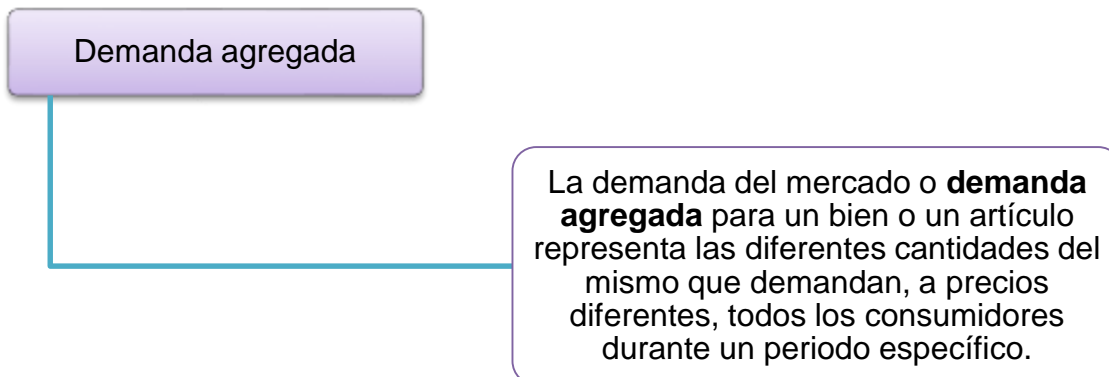 Demanda agregada
La demanda del mercado o demanda
agregada para un bien o un artículo
representa las diferentes cantidades del
mismo que demandan, a precios
diferentes, todos los consumidores
durante un periodo específico.